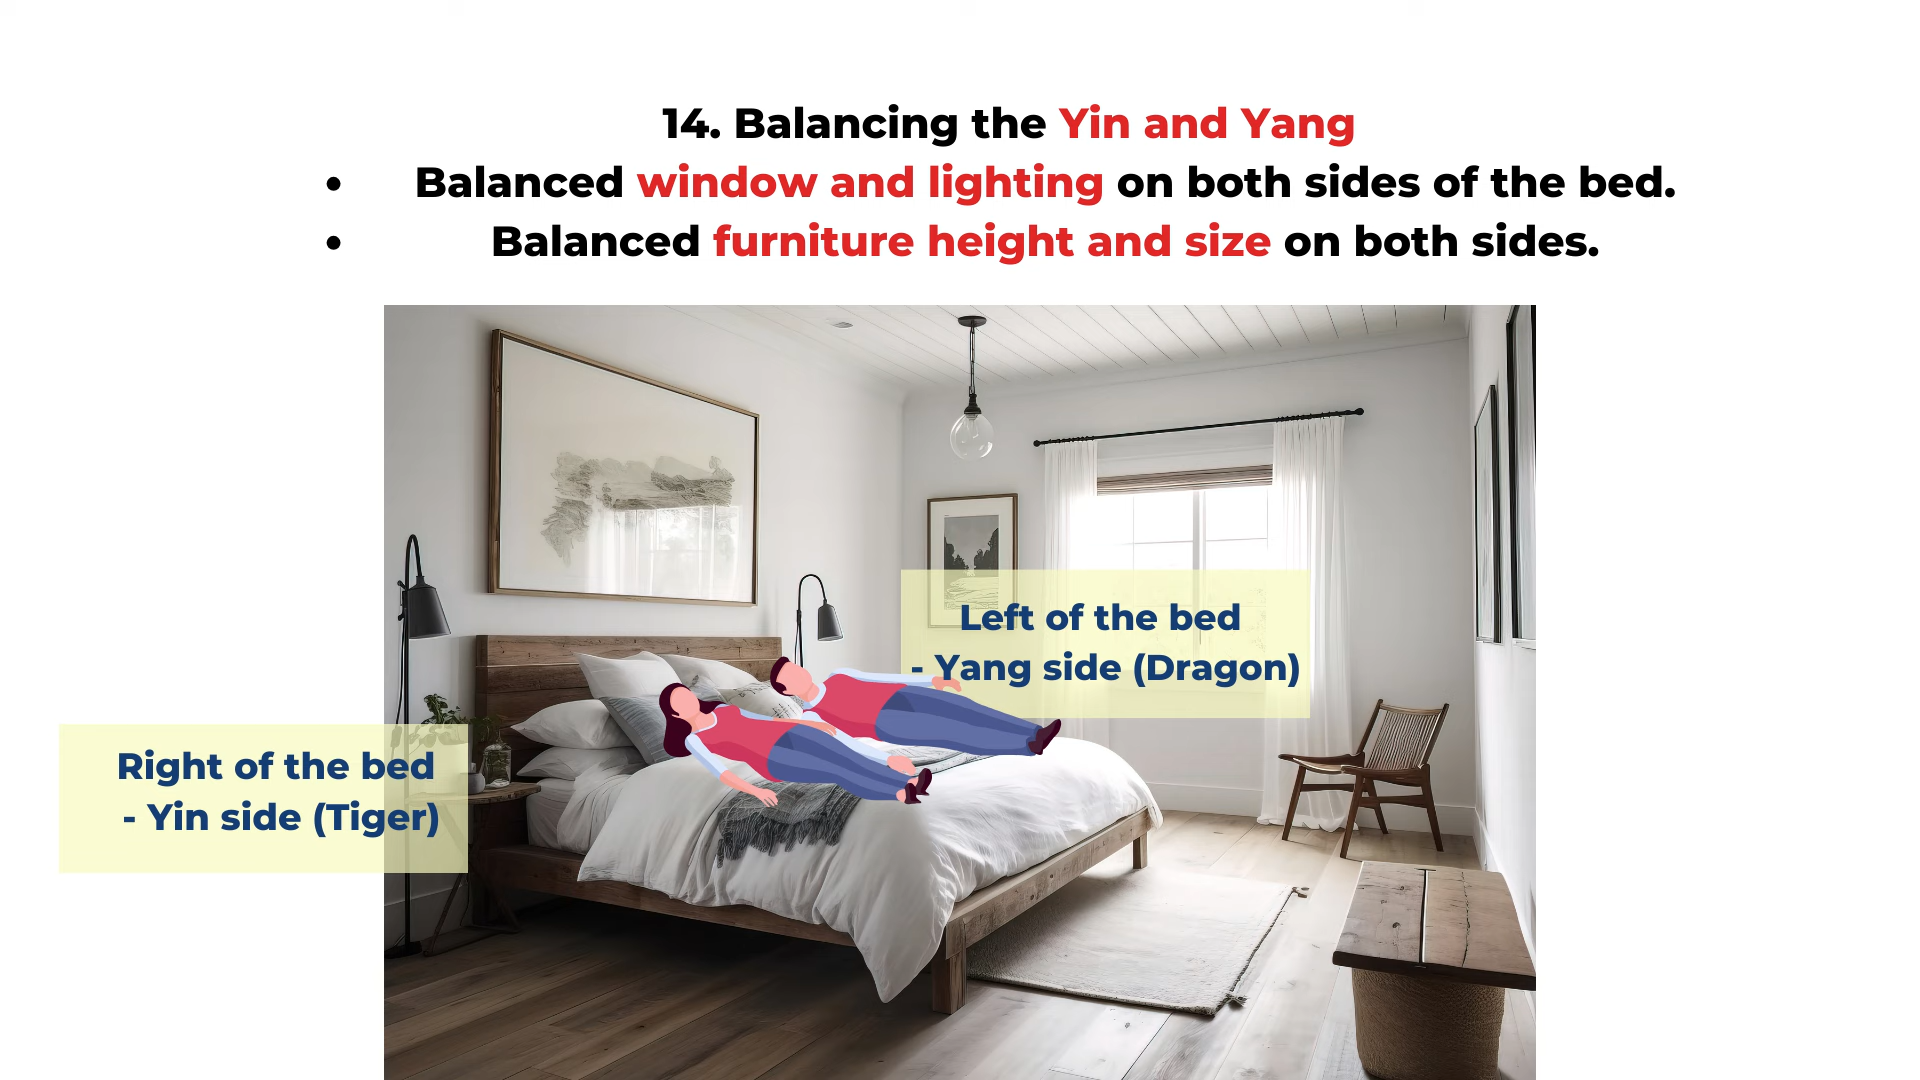 14. Balancing the Yin and Yang
• Balanced window and lighting on both sides of the bed.
• Balanced furniture height and size on both sides.
Left of the bed
- Yang side (Dragon)
Right of the bed
- Yin side (Tiger)